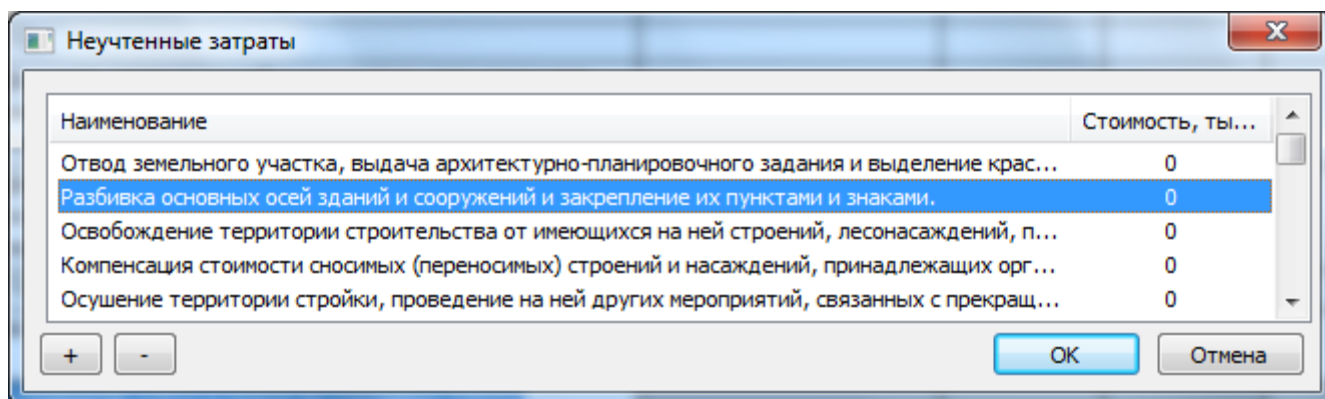 Неучтенные затраты
Наименование Стоимость, ты...
Отвод земельного участка, выдача архитектурно-планировочного задания и выделение крас... 0
Разбивка основных осей зданий и сооружений и закрепление их пунктами и знаками. 0
Освобождение территории строительства от имеющихся на ней строений, лесонасаждений, п... 0
Компенсация стоимости сносимых (переносимых) строений и насаждений, принадлежащих орг... 0
Осушение территории стройки, проведение на ней других мероприятий, связанных с прекращ... 0
+ - OK Отмена